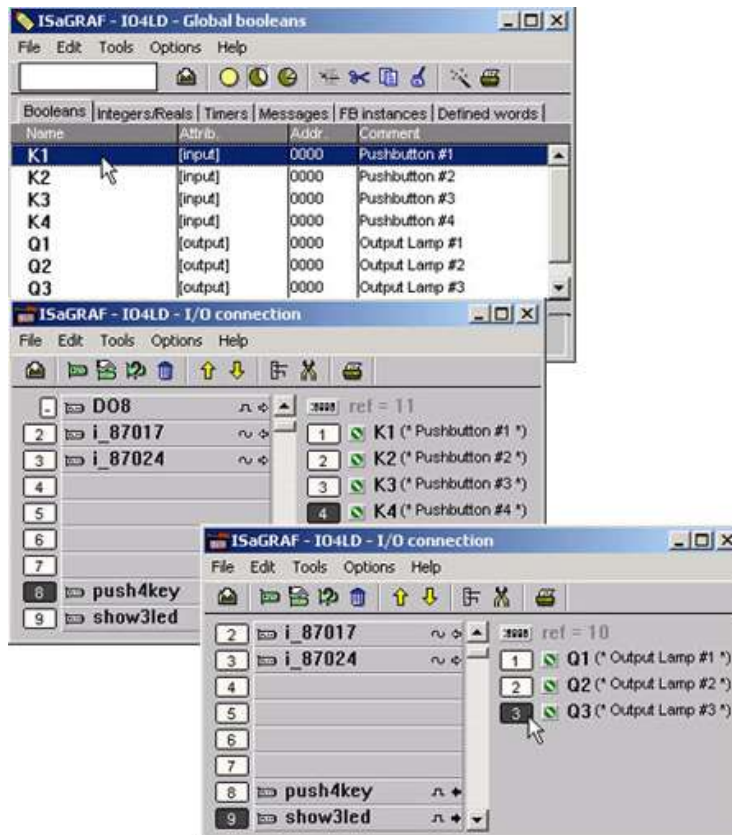 ISaGRAF - IO4LD - Global booleans
File Edit Tools Options Help
Booleans Integers/Reals Timers Messages FB instances Defined words
Name Attrib. Addr. Comment
K1 [input] 0000 Pushbutton #1
K2 [input] 0000 Pushbutton #2
K3 [input] 0000 Pushbutton #3
K4 [input] 0000 Pushbutton #4
Q1 [output] 0000 Output Lamp #1
Q2 [output] 0000 Output Lamp #2
Q3 [output] 0000 Output Lamp #3
ISaGRAF - IO4LD - I/O connection
File Edit Tools Options Help
DO8 ref = 11
2 i_87017 1 K1 (* Pushbutton #1 *)
3 i_87024 2 K2 (* Pushbutton #2 *)
4 3 K3 (* Pushbutton #3 *)
5 4 K4 (* Pushbutton #4 *)
6
7
8 push4key
9 show3led
ISaGRAF - IO4LD - I/O connection
File Edit Tools Options Help
2 i_87017 ref = 10
3 i_87024 1 Q1 (* Output Lamp #1 *)
4 2 Q2 (* Output Lamp #2 *)
5 3 Q3 (* Output Lamp #3 *)
6
7
8 push4key
9 show3led